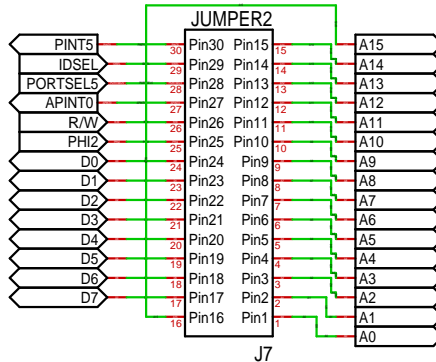 JUMPER2
PINT5 30 Pin30 Pin15 15 A15
IDSEL 29 Pin29 Pin14 14 A14
PORTSEL5 28 Pin28 Pin13 13 A13
APINT0 27 Pin27 Pin12 12 A12
R/W 26 Pin26 Pin11 11 A11
PHI2 25 Pin25 Pin10 10 A10
D0 24 Pin24 Pin9 9 A9
D1 23 Pin23 Pin8 8 A8
D2 22 Pin22 Pin7 7 A7
D3 21 Pin21 Pin6 6 A6
D4 20 Pin20 Pin5 5 A5
D5 19 Pin19 Pin4 4 A4
D6 18 Pin18 Pin3 3 A3
D7 17 Pin17 Pin2 2 A2
16 Pin16 Pin1 1 A1
A0
J7